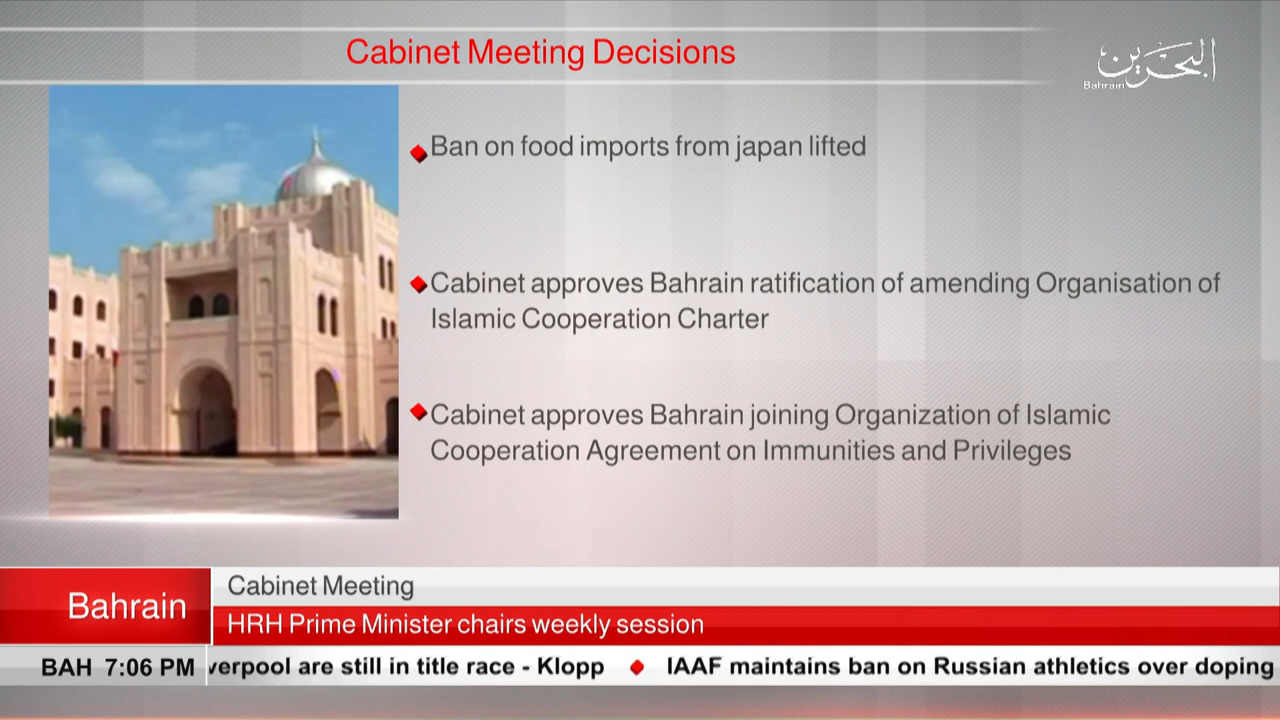 Cabinet Meeting Decisions
البحرين
Bahrain
Ban on food imports from japan lifted
Cabinet approves Bahrain ratification of amending Organisation of
Islamic Cooperation Charter
Cabinet approves Bahrain joining Organization of Islamic
Cooperation Agreement on Immunities and Privileges
Bahrain
Cabinet Meeting
HRH Prime Minister chairs weekly session
BAH 7:06 PM
verpool are still in title race - Klopp
IAAF maintains ban on Russian athletics over doping